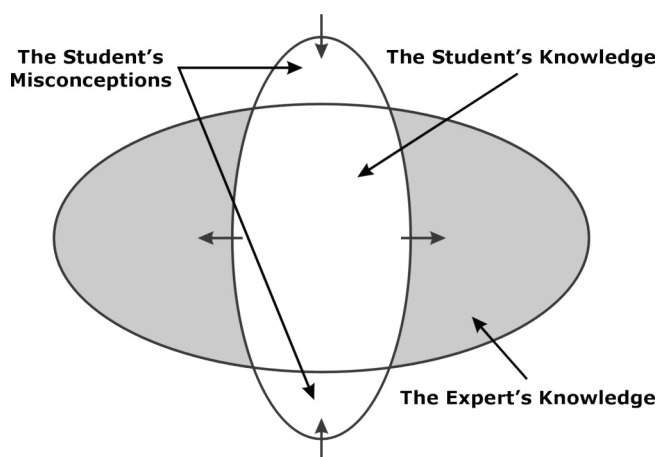 The Student’s
Misconceptions
The Student’s Knowledge
The Expert’s Knowledge